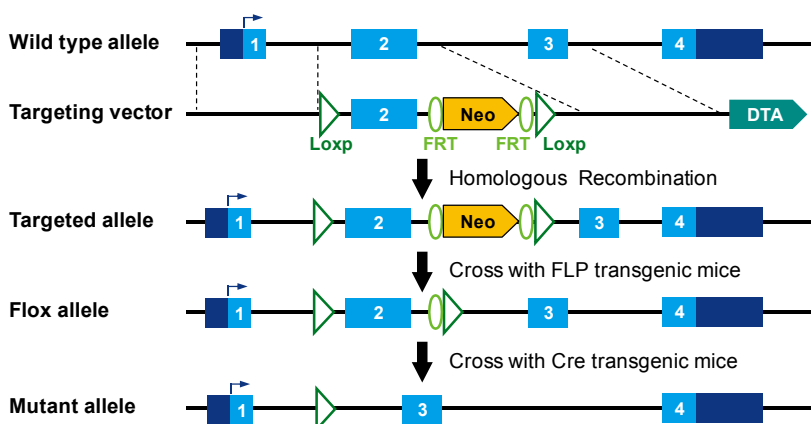 Wild type allele 1 2 3 4
Targeting vector 2 Neo DTA
Loxp FRT FRT Loxp
Homologous Recombination
Targeted allele 1 2 Neo 3 4
Cross with FLP transgenic mice
Flox allele 1 2 3 4
Cross with Cre transgenic mice
Mutant allele 1 3 4